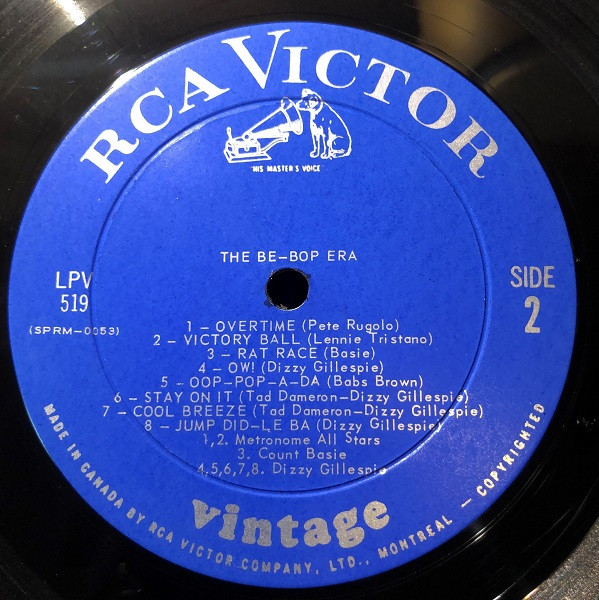 RCA VICTOR
"HIS MASTER'S VOICE"
THE BE-BOP ERA
LPV
519
(SPRM-0053)
SIDE
2
1 - OVERTIME (Pete Rugolo)
2 - VICTORY BALL (Lennie Tristano)
3 - RAT RACE (Basie)
4 - OW! (Dizzy Gillespie)
5 - OOP-POP-A-DA (Babs Brown)
6 - STAY ON IT (Tad Dameron-Dizzy Gillespie)
7 - COOL BREEZE (Tad Dameron-Dizzy Gillespie)
8 - JUMP DID-LE BA (Dizzy Gillespie)
1,2. Metronome All Stars
3. Count Basie
4,5,6,7,8. Dizzy Gillespie
Vintage
MADE IN CANADA BY RCA VICTOR COMPANY, LTD., MONTREAL - COPYRIGHTED